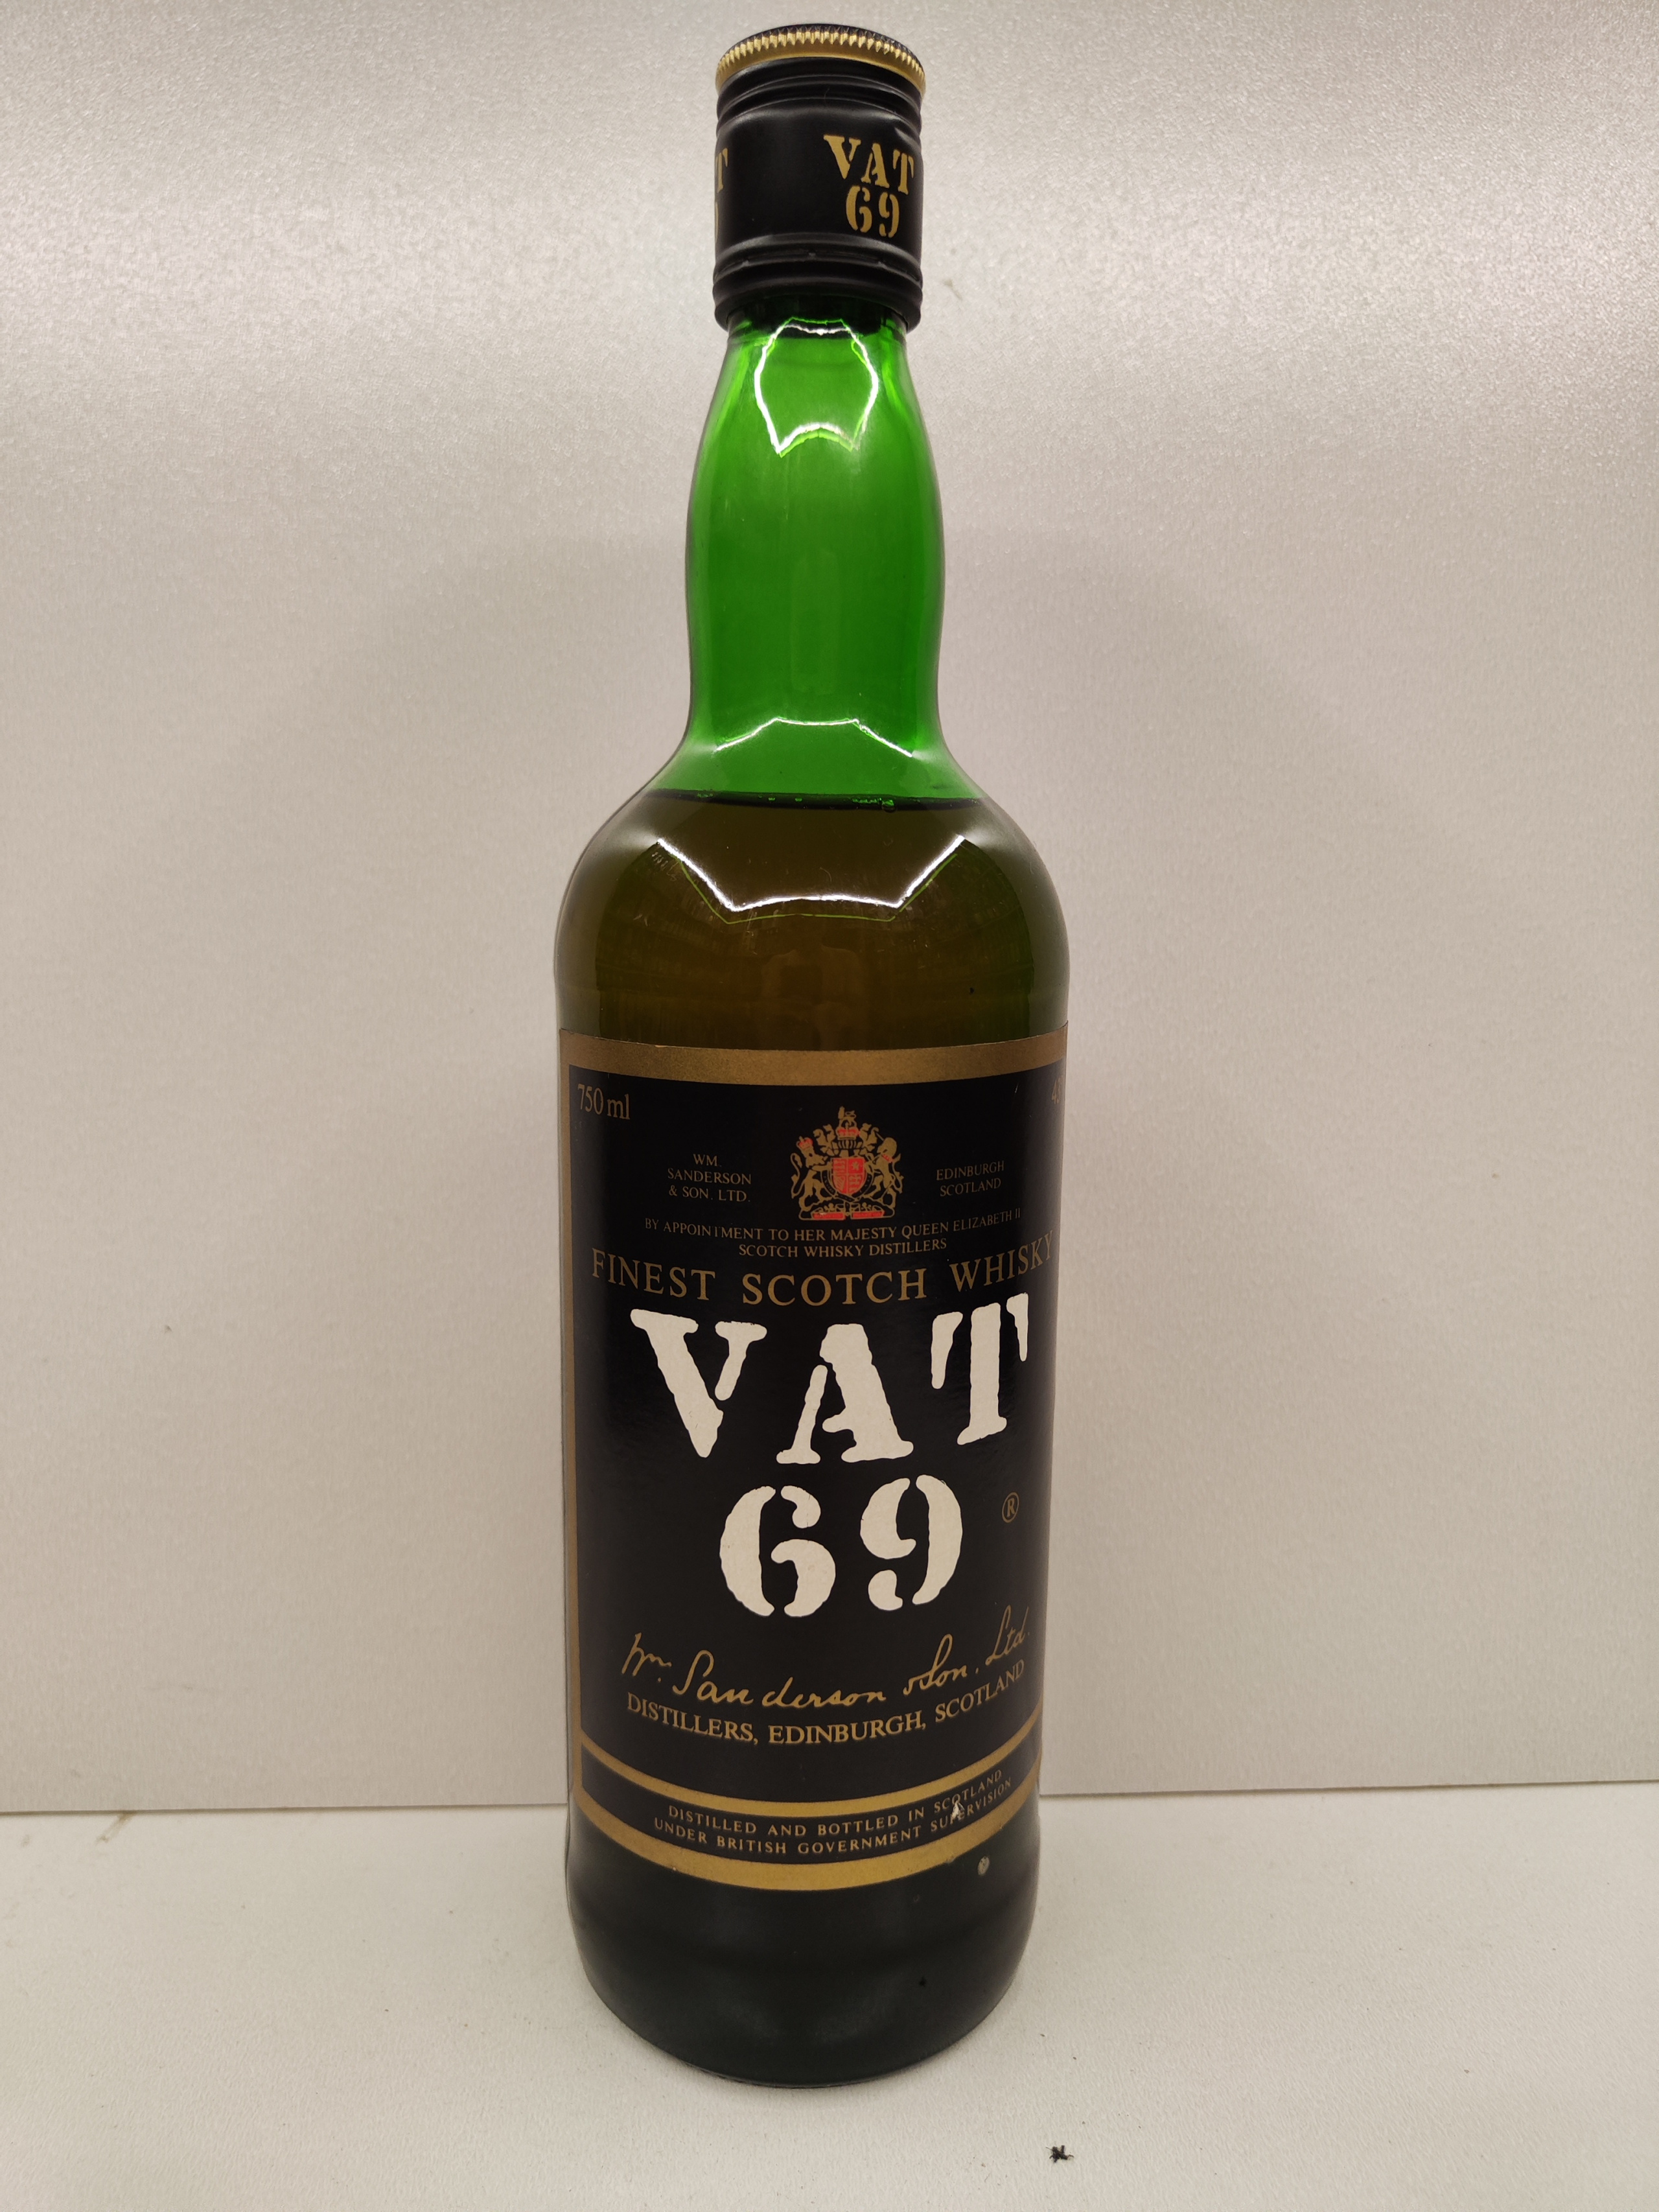 VAT
69
750 ml
WM.
SANDERSON
& SON. LTD.
EDINBURGH
SCOTLAND
BY APPOINTMENT TO HER MAJESTY QUEEN ELIZABETH II
SCOTCH WHISKY DISTILLERS
FINEST SCOTCH WHISKY
VAT
69 ®
Wm. Sanderson & Son. Ltd.
DISTILLERS, EDINBURGH, SCOTLAND
DISTILLED AND BOTTLED IN SCOTLAND
UNDER BRITISH GOVERNMENT SUPERVISION